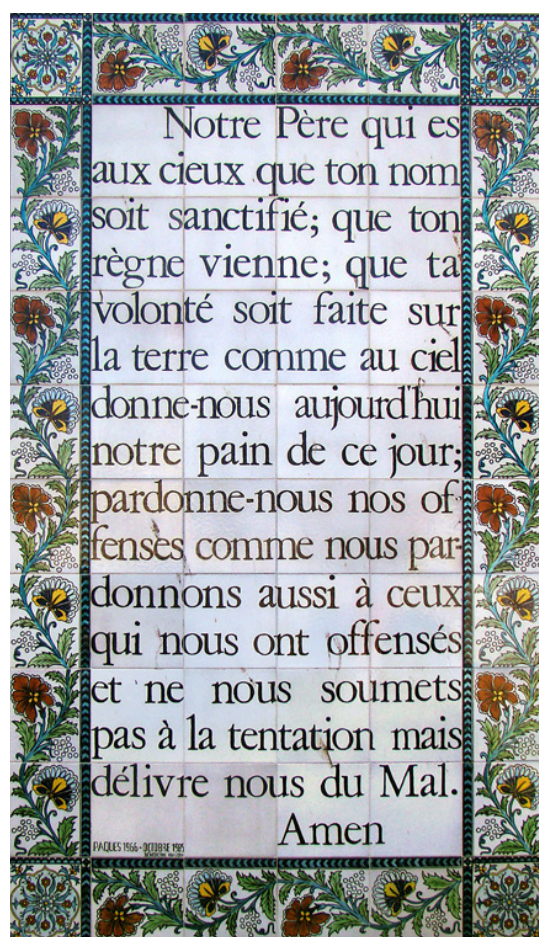 Notre Père qui es
aux cieux que ton nom
soit sanctifié; que ton
règne vienne; que ta
volonté soit faite sur
la terre comme au ciel
donne-nous aujourd'hui
notre pain de ce jour;
pardonne-nous nos of-
fenses comme nous par-
donnons aussi à ceux
qui nous ont offensés
et ne nous soumets
pas à la tentation mais
délivre nous du Mal.
Amen
PAQUES 1966 - OCTOBRE 1985